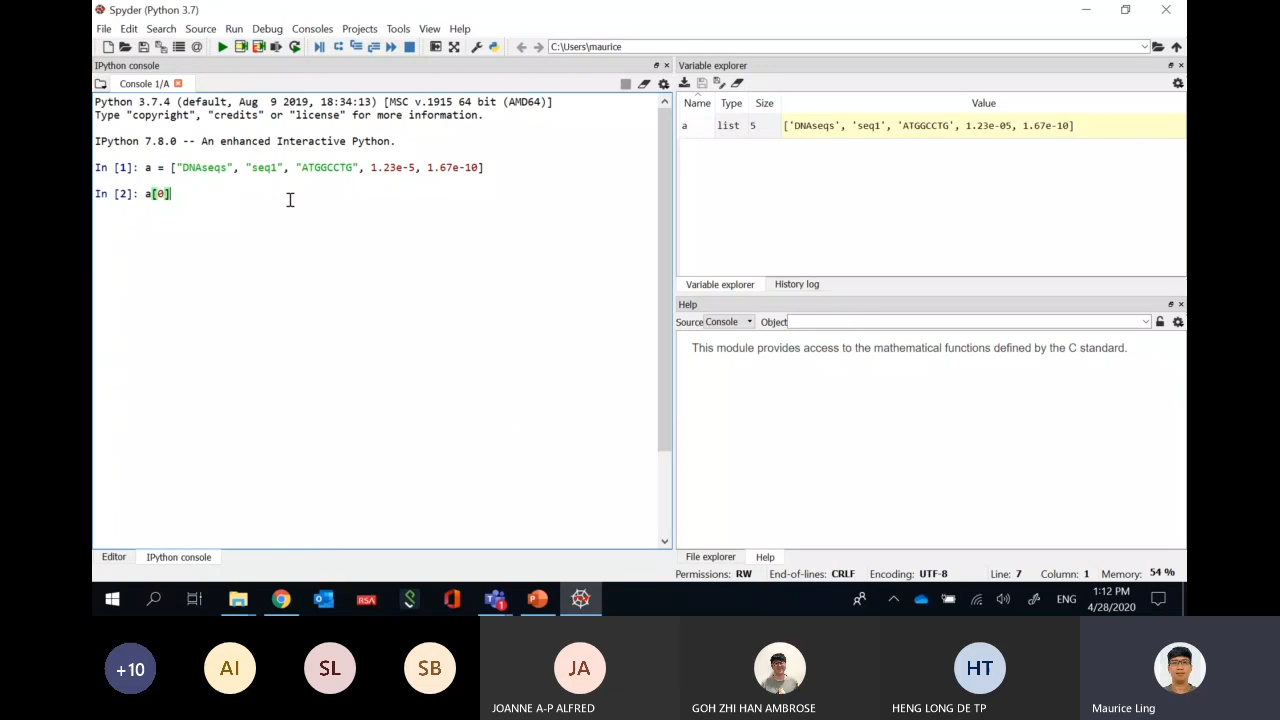 Spyder (Python 3.7)
File Edit Search Source Run Debug Consoles Projects Tools View Help
C:\Users\maurice
IPython console
Console 1/A
Python 3.7.4 (default, Aug  9 2019, 18:34:13) [MSC v.1915 64 bit (AMD64)]
Type "copyright", "credits" or "license" for more information.
IPython 7.8.0 -- An enhanced Interactive Python.
In [1]: a = ["DNAseqs", "seq1", "ATGGCCTG", 1.23e-5, 1.67e-10]
In [2]: a[0]
Editor IPython console
Variable explorer
Name Type Size Value
a list 5 ['DNAseqs', 'seq1', 'ATGGCCTG', 1.23e-05, 1.67e-10]
Variable explorer History log
Help
Source Console Object
This module provides access to the mathematical functions defined by the C standard.
File explorer Help
Permissions: RW End-of-lines: CRLF Encoding: UTF-8 Line: 7 Column: 1 Memory: 54 %
RSA
1
ENG
1:12 PM
4/28/2020
+10 AI SL SB JA HT
JOANNE A-P ALFRED GOH ZHI HAN AMBROSE HENG LONG DE TP Maurice Ling